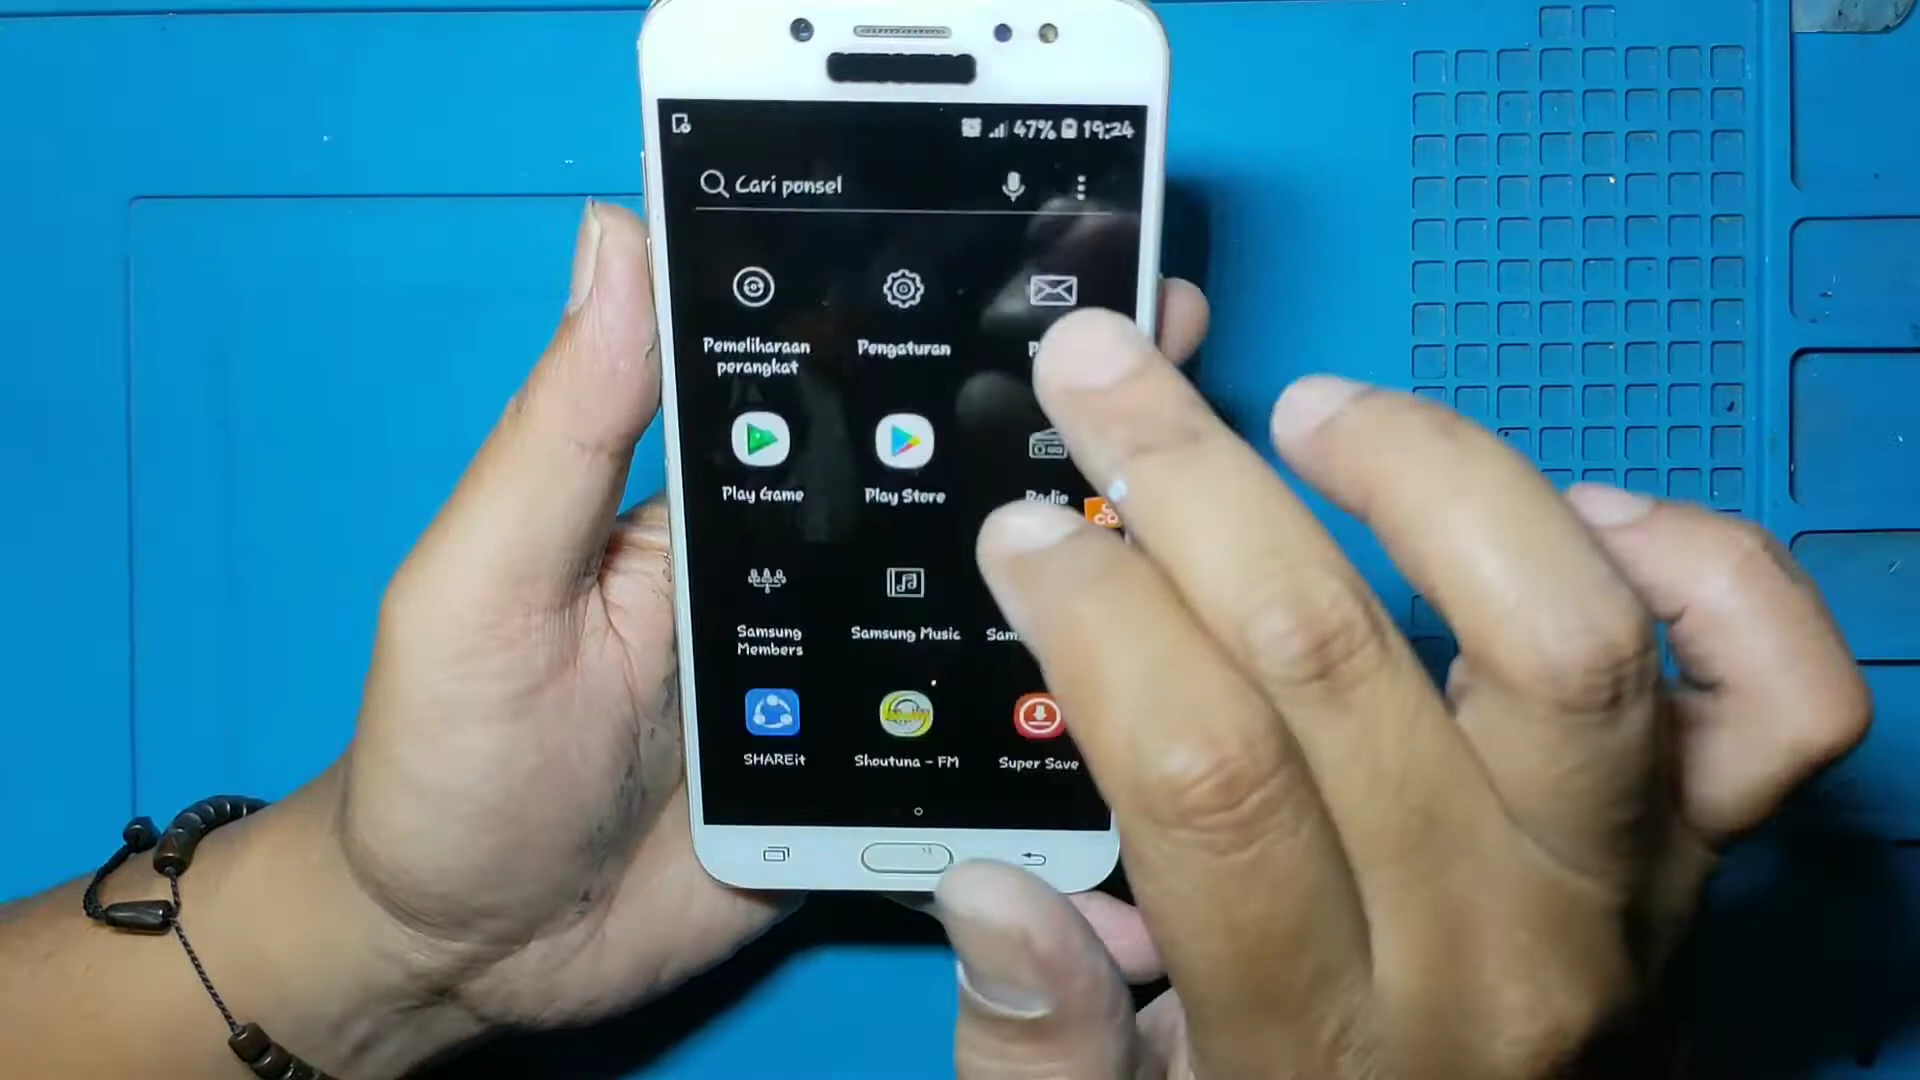 47% 19:24
Cari ponsel
Pemeliharaan
perangkat
Pengaturan
Play Game
Play Store
Radio
Samsung
Members
Samsung Music
SHAREit
Shoutuna - FM
Super Save